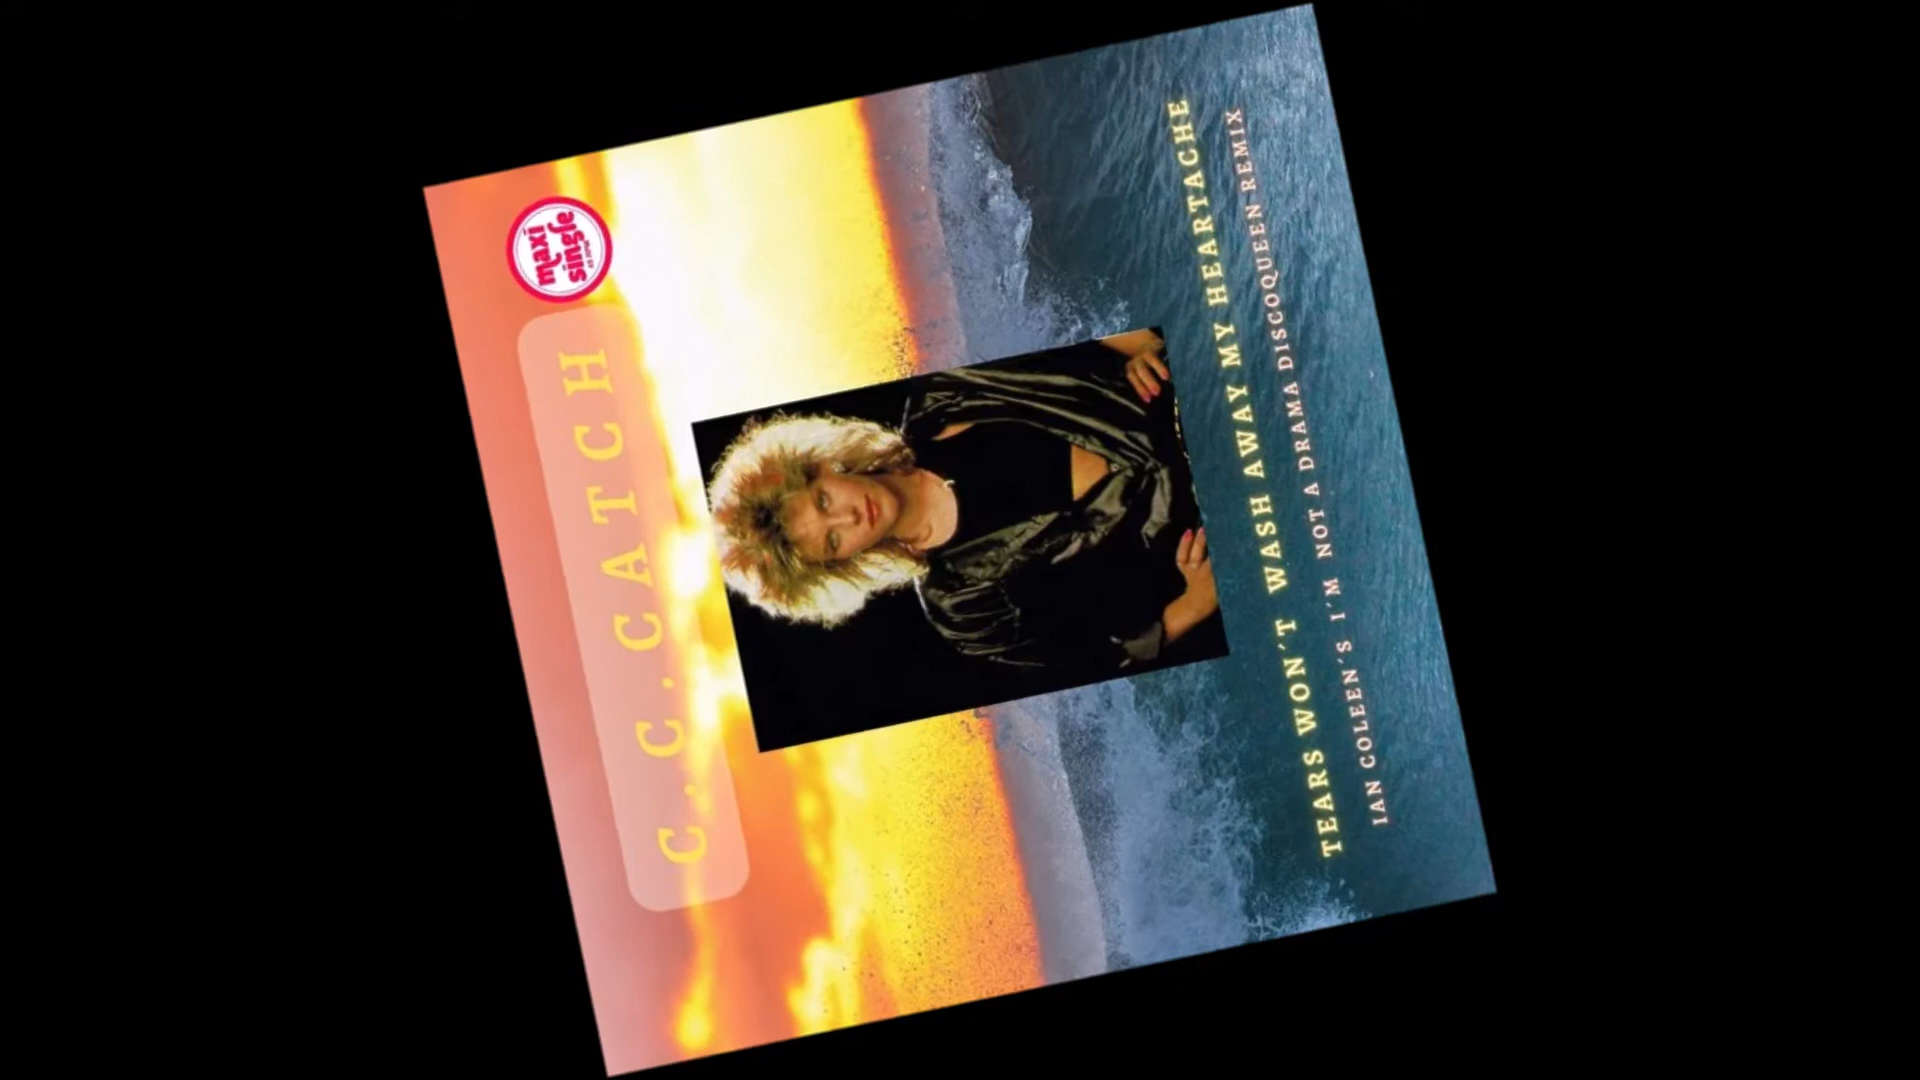 maxi
single
C.C.CATCH
TEARS WON'T WASH AWAY MY HEARTACHE
IAN COLEEN'S I'M NOT A DRAMA DISCOQUEEN REMIX